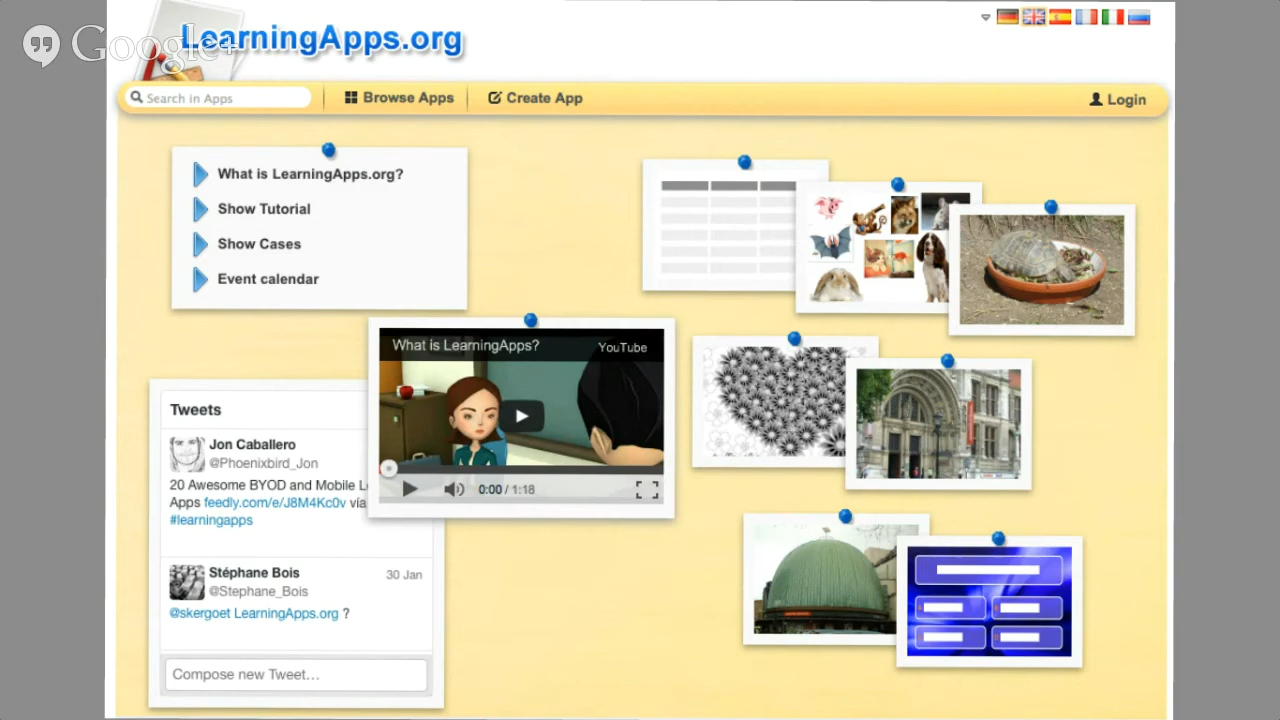 Google+
LearningApps.org
Search in Apps
Browse Apps
Create App
Login
What is LearningApps.org?
Show Tutorial
Show Cases
Event calendar
What is LearningApps?
YouTube
0:00 / 1:18
Tweets
Jon Caballero
@Phoenixbird_Jon
20 Awesome BYOD and Mobile L
Apps feedly.com/e/J8M4Kc0v vía
#learningapps
Stéphane Bois
30 Jan
@Stephane_Bois
@skergoet LearningApps.org ?
Compose new Tweet…